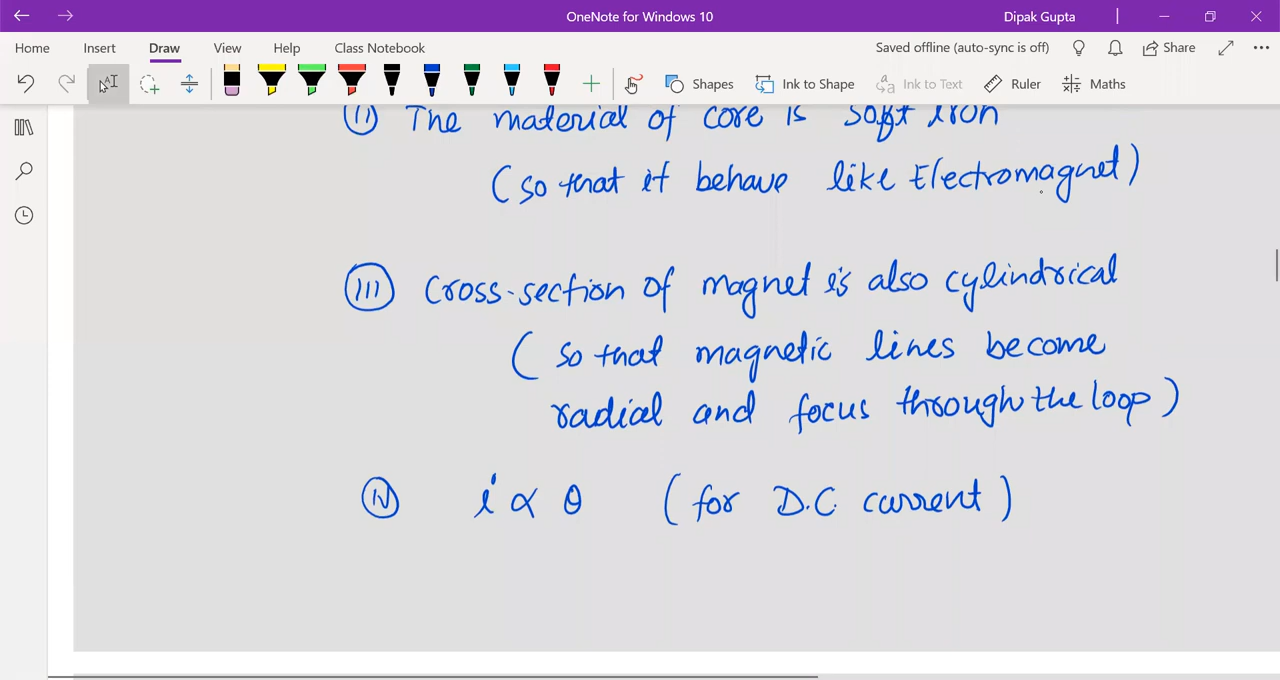 OneNote for Windows 10
Dipak Gupta
Home Insert Draw View Help Class Notebook
Saved offline (auto-sync is off) Share
Shapes Ink to Shape Ink to Text Ruler Maths
(II) The material of core is soft iron
(so that it behave like Electromagnet)
(III) Cross-section of magnet is also cylindrical
(so that magnetic lines become
radial and focus through the loop)
(IV) i ∝ θ (for D.C. current)